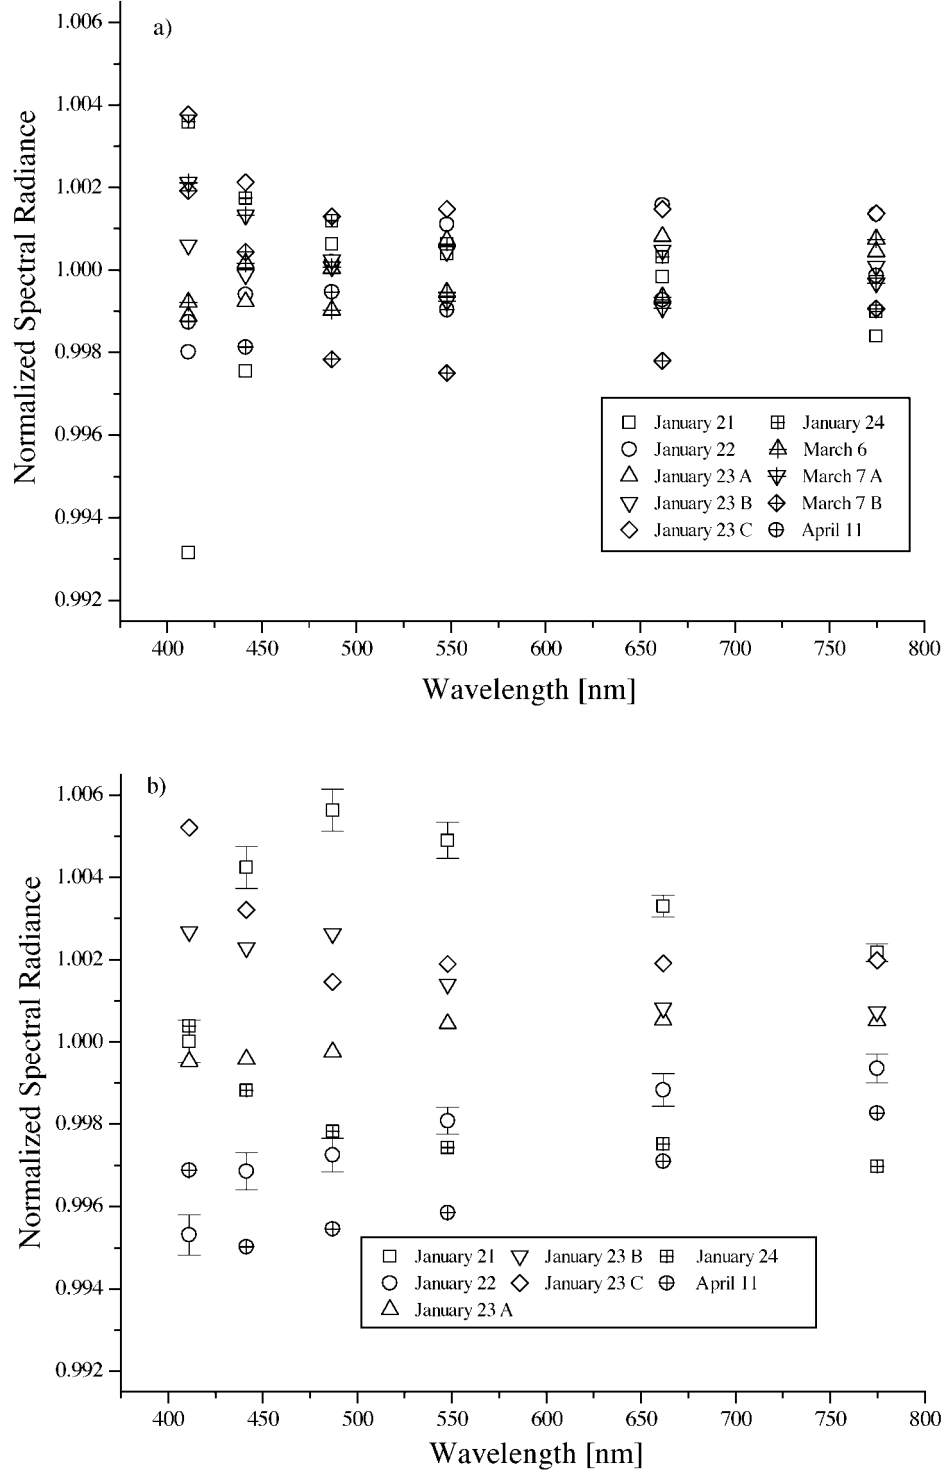 a)
1.006
1.004
1.002
1.000
0.998
0.996
0.994
0.992
Normalized Spectral Radiance
January 21 January 24
January 22 March 6
January 23 A March 7 A
January 23 B March 7 B
January 23 C April 11
400 450 500 550 600 650 700 750 800
Wavelength [nm]
b)
1.006
1.004
1.002
1.000
0.998
0.996
0.994
0.992
Normalized Spectral Radiance
January 21 January 23 B January 24
January 22 January 23 C April 11
January 23 A
400 450 500 550 600 650 700 750 800
Wavelength [nm]